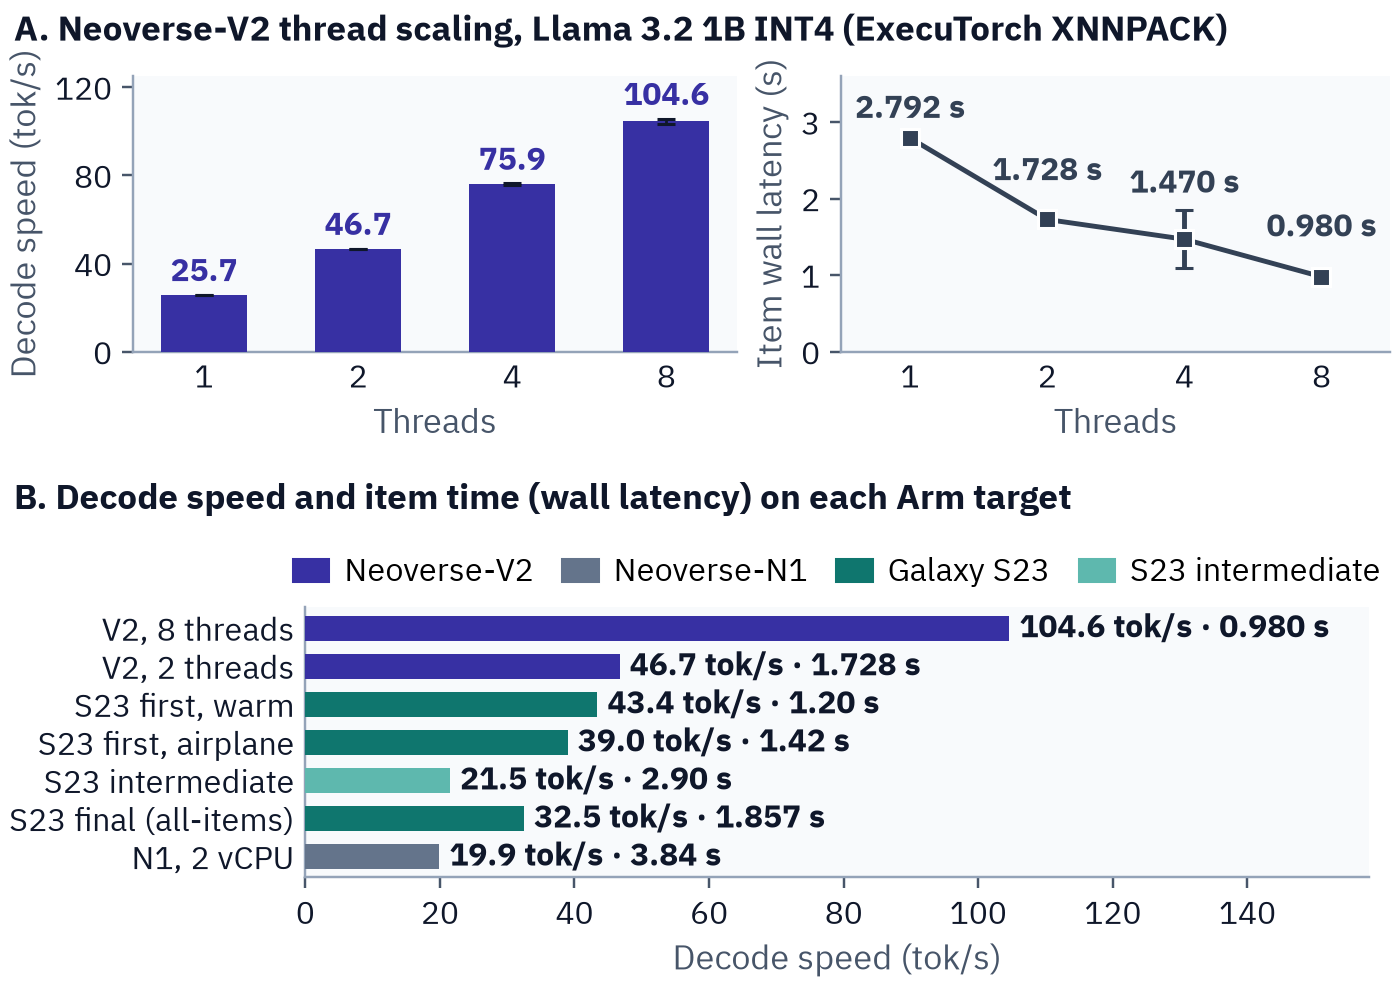 A. Neoverse-V2 thread scaling, Llama 3.2 1B INT4 (ExecuTorch XNNPACK)
Decode speed (tok/s)
120
80
40
0
25.7
46.7
75.9
104.6
1 2 4 8
Threads
Item wall latency (s)
3
2
1
0
2.792 s
1.728 s
1.470 s
0.980 s
1 2 4 8
Threads
B. Decode speed and item time (wall latency) on each Arm target
Neoverse-V2 Neoverse-N1 Galaxy S23 S23 intermediate
V2, 8 threads 104.6 tok/s · 0.980 s
V2, 2 threads 46.7 tok/s · 1.728 s
S23 first, warm 43.4 tok/s · 1.20 s
S23 first, airplane 39.0 tok/s · 1.42 s
S23 intermediate 21.5 tok/s · 2.90 s
S23 final (all-items) 32.5 tok/s · 1.857 s
N1, 2 vCPU 19.9 tok/s · 3.84 s
0 20 40 60 80 100 120 140
Decode speed (tok/s)